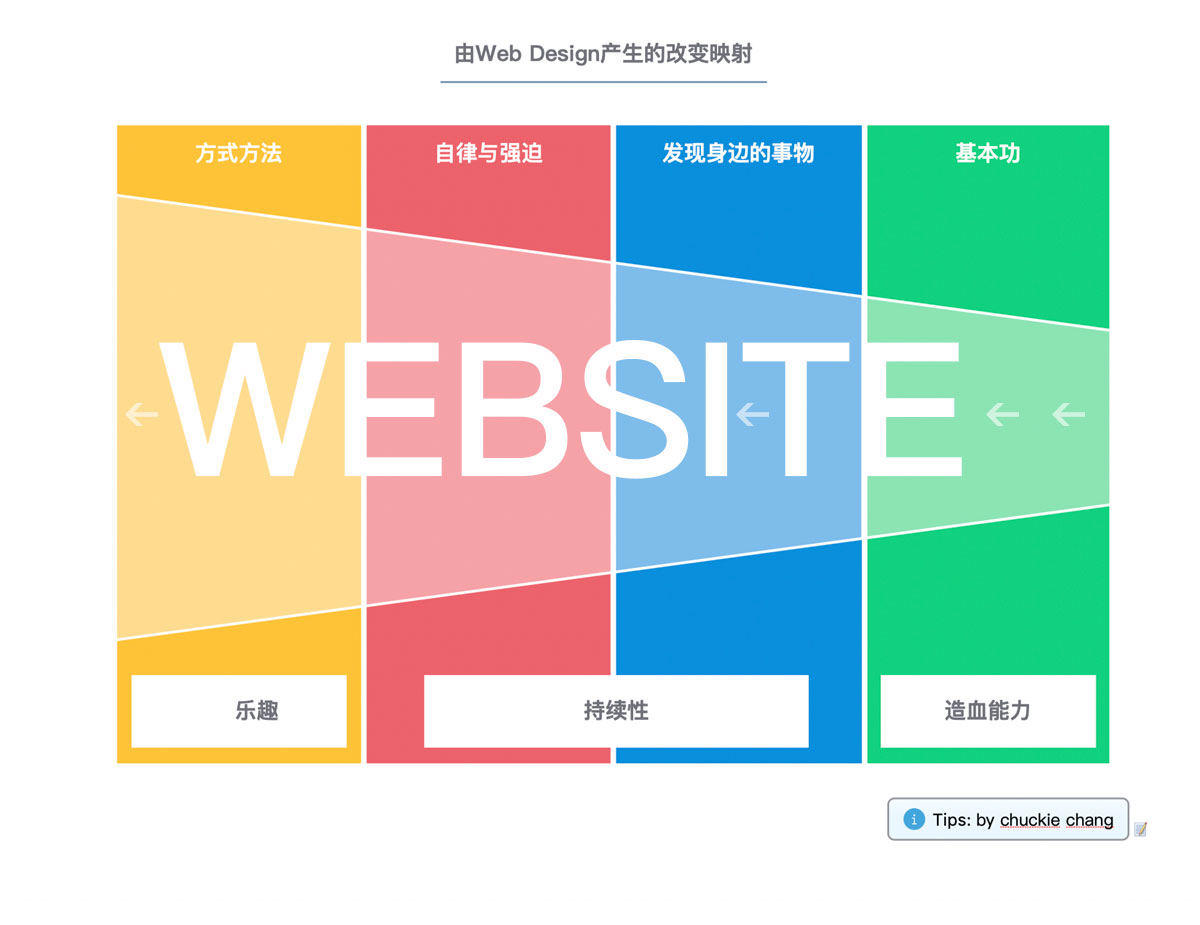 由Web Design产生的改变映射
方式方法
自律与强迫
发现身边的事物
基本功
WEBSITE
乐趣
持续性
造血能力
Tips: by chuckie chang